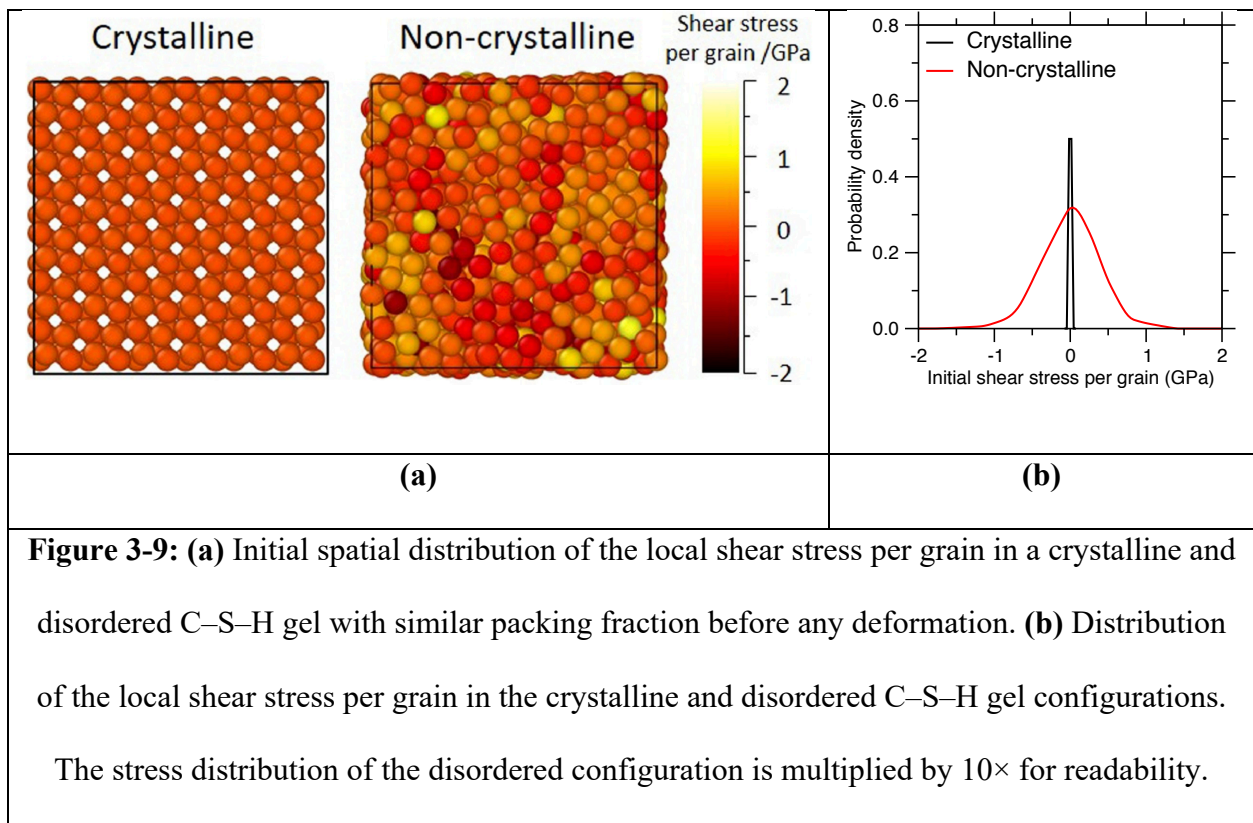 Crystalline
Non-crystalline
Shear stress
per grain /GPa
2
1
0
-1
-2
0.8
0.6
0.4
0.2
0.0
Probability density
Crystalline
Non-crystalline
-2 -1 0 1 2
Initial shear stress per grain (GPa)
(a)
(b)
Figure 3-9: (a) Initial spatial distribution of the local shear stress per grain in a crystalline and
disordered C–S–H gel with similar packing fraction before any deformation. (b) Distribution
of the local shear stress per grain in the crystalline and disordered C–S–H gel configurations.
The stress distribution of the disordered configuration is multiplied by 10× for readability.